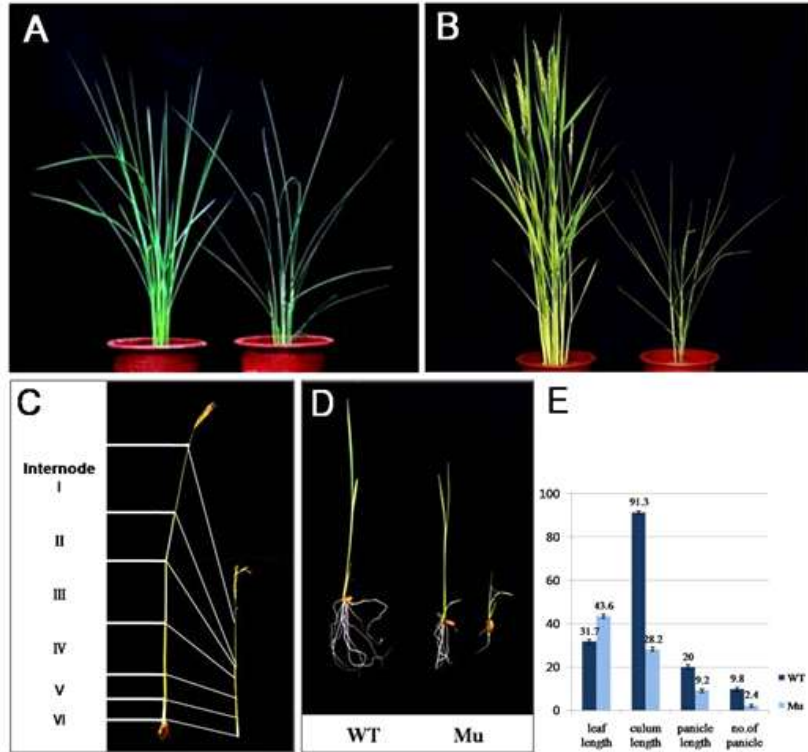 A
B
C
Internode
I
II
III
IV
V
VI
D
WT
Mu
E
100
80
60
40
20
0
31.7
43.6
91.3
28.2
20
9.2
9.8
2.4
WT
Mu
leaf
length
culum
length
panicle
length
no.of
panicle